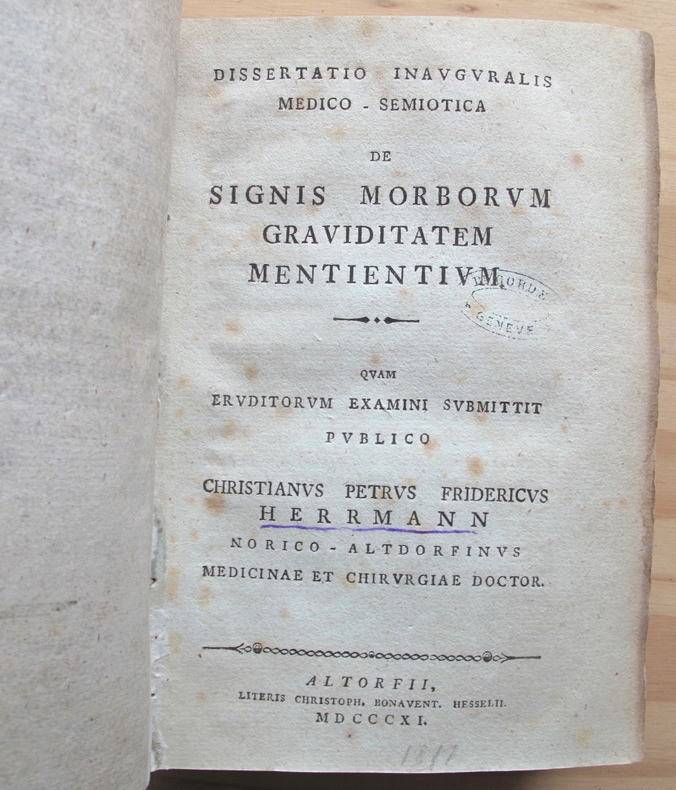 DISSERTATIO INAVGVRALIS
MEDICO - SEMIOTICA
DE
SIGNIS MORBORVM
GRAVIDITATEM
MENTIENTIVM.
GENEVE
QVAM
ERVDITORVM EXAMINI SVBMITTIT
PVBLICO
CHRISTIANVS PETRVS FRIDERICVS
HERRMANN
NORICO - ALTDORFINVS
MEDICINAE ET CHIRVRGIAE DOCTOR.
ALTORFII,
LITERIS CHRISTOPH. BONAVENT. HESSELII.
MDCCCXI.